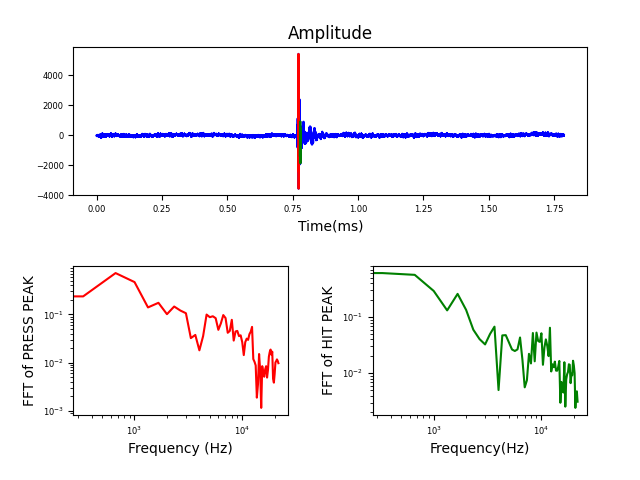 Amplitude
4000
2000
0
−2000
−4000
0.00 0.25 0.50 0.75 1.00 1.25 1.50 1.75
Time(ms)
FFT of PRESS PEAK
10⁻¹
10⁻²
10⁻³
10³ 10⁴
Frequency (Hz)
FFT of HIT PEAK
10⁻¹
10⁻²
10³ 10⁴
Frequency(Hz)